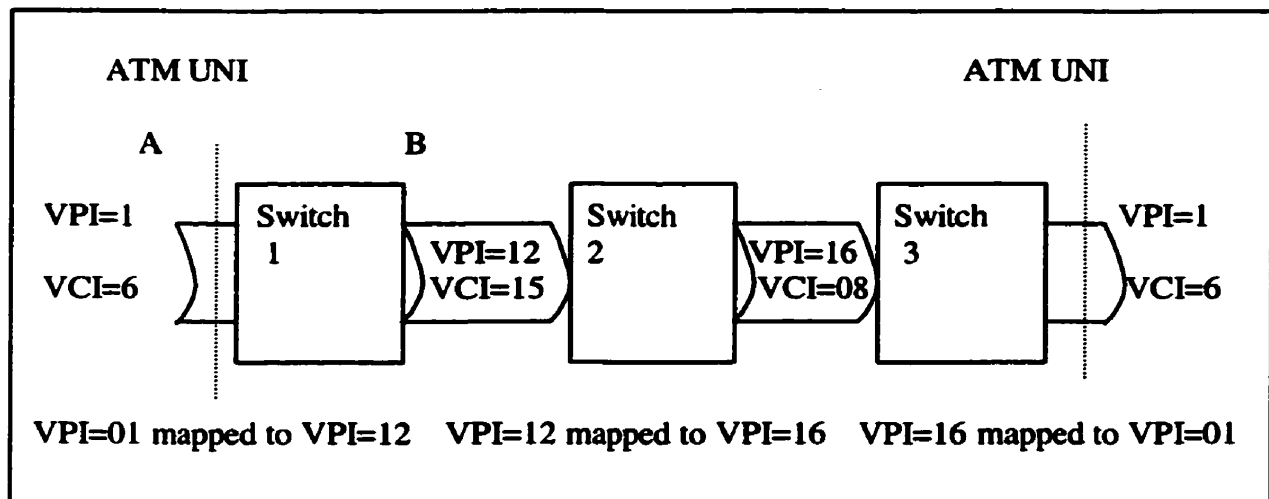 ATM UNI
ATM UNI
A
B
VPI=1
VCI=6
Switch
1
VPI=12
VCI=15
Switch
2
VPI=16
VCI=08
Switch
3
VPI=1
VCI=6
VPI=01 mapped to VPI=12
VPI=12 mapped to VPI=16
VPI=16 mapped to VPI=01